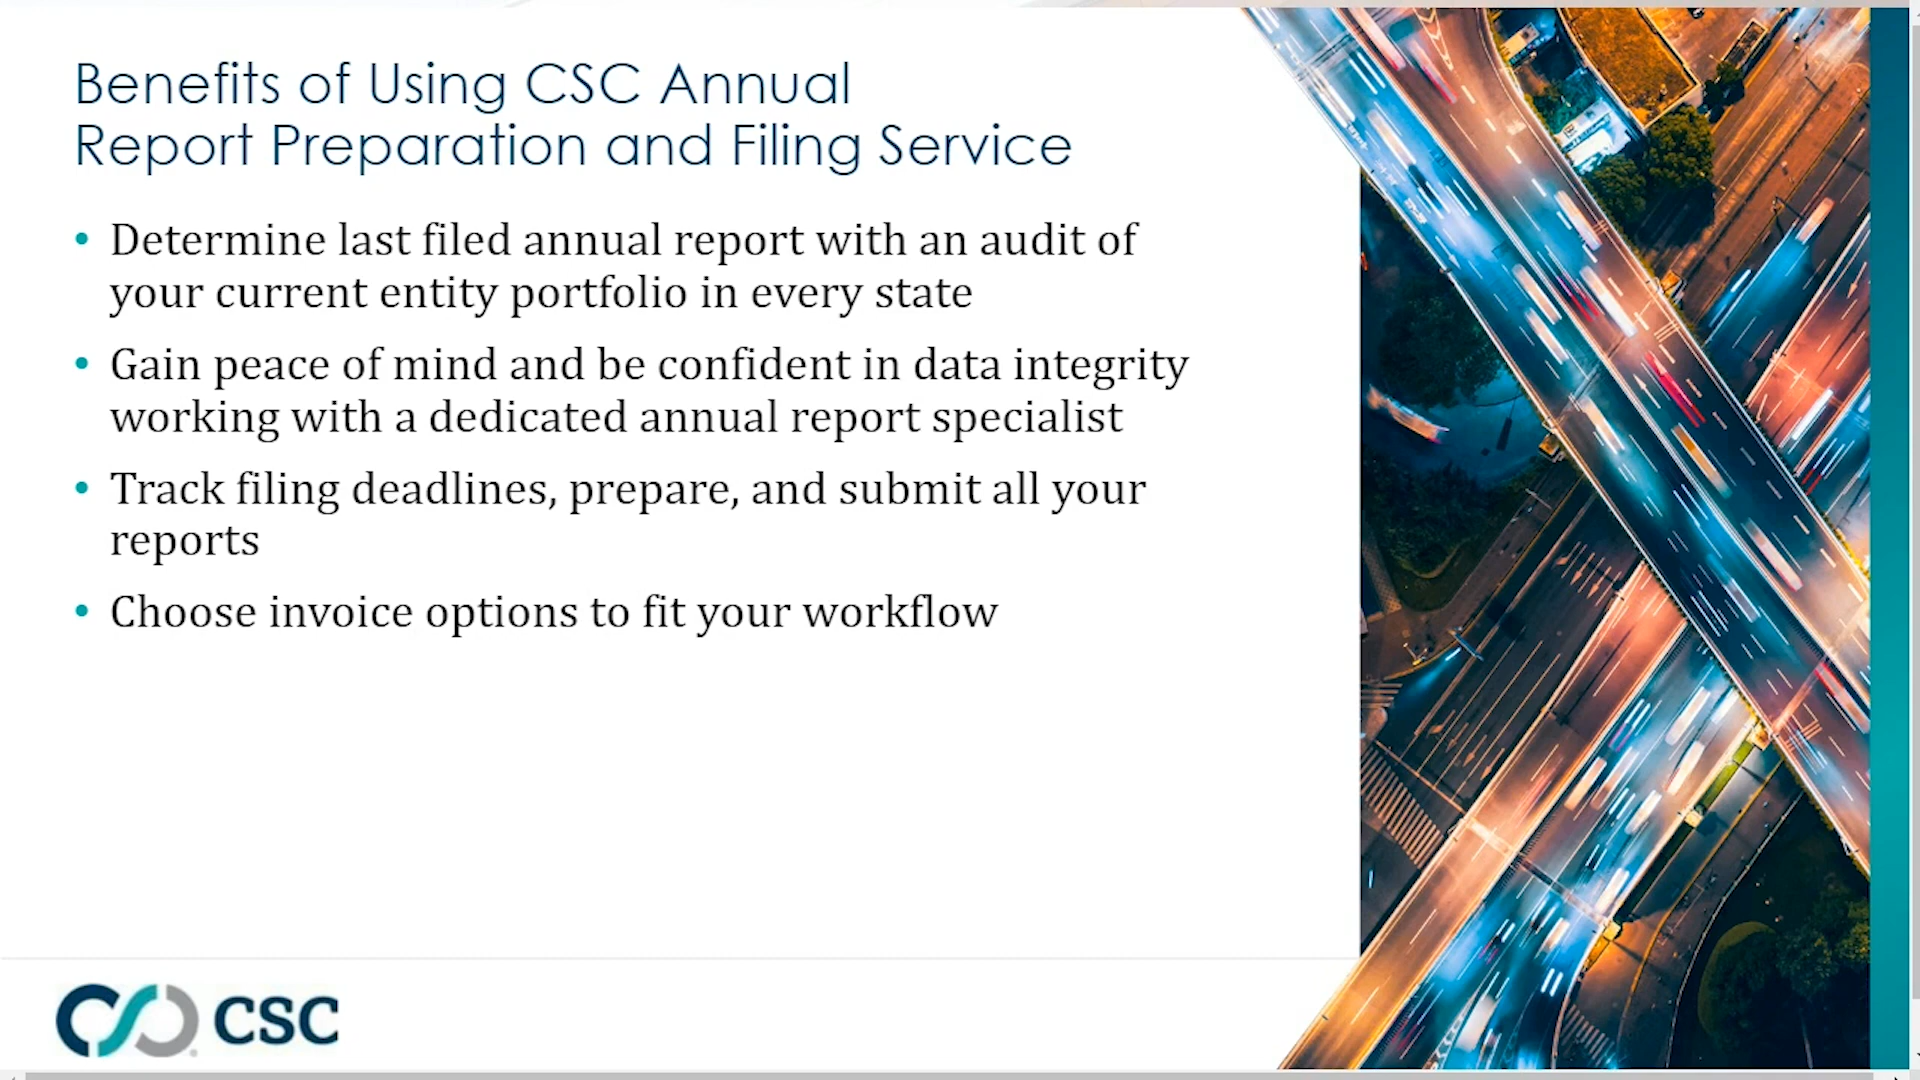 Benefits of Using CSC Annual
Report Preparation and Filing Service
• Determine last filed annual report with an audit of
your current entity portfolio in every state
• Gain peace of mind and be confident in data integrity
working with a dedicated annual report specialist
• Track filing deadlines, prepare, and submit all your
reports
• Choose invoice options to fit your workflow
CSC